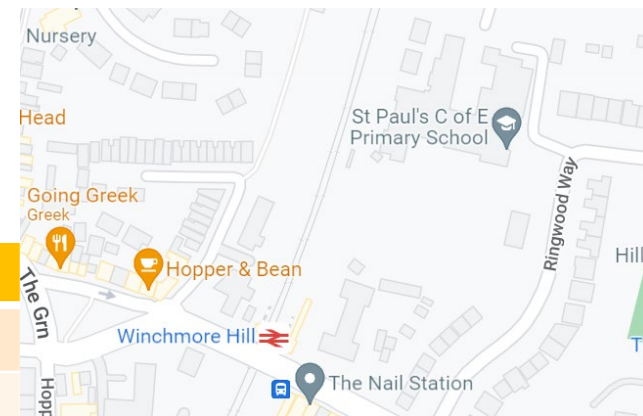 Nursery
St Paul's C of E
Primary School
Head
Going Greek
Greek
Ringwood Way
Hill
Hopper & Bean
The Grn
Winchmore Hill
T
The Nail Station
Hopp